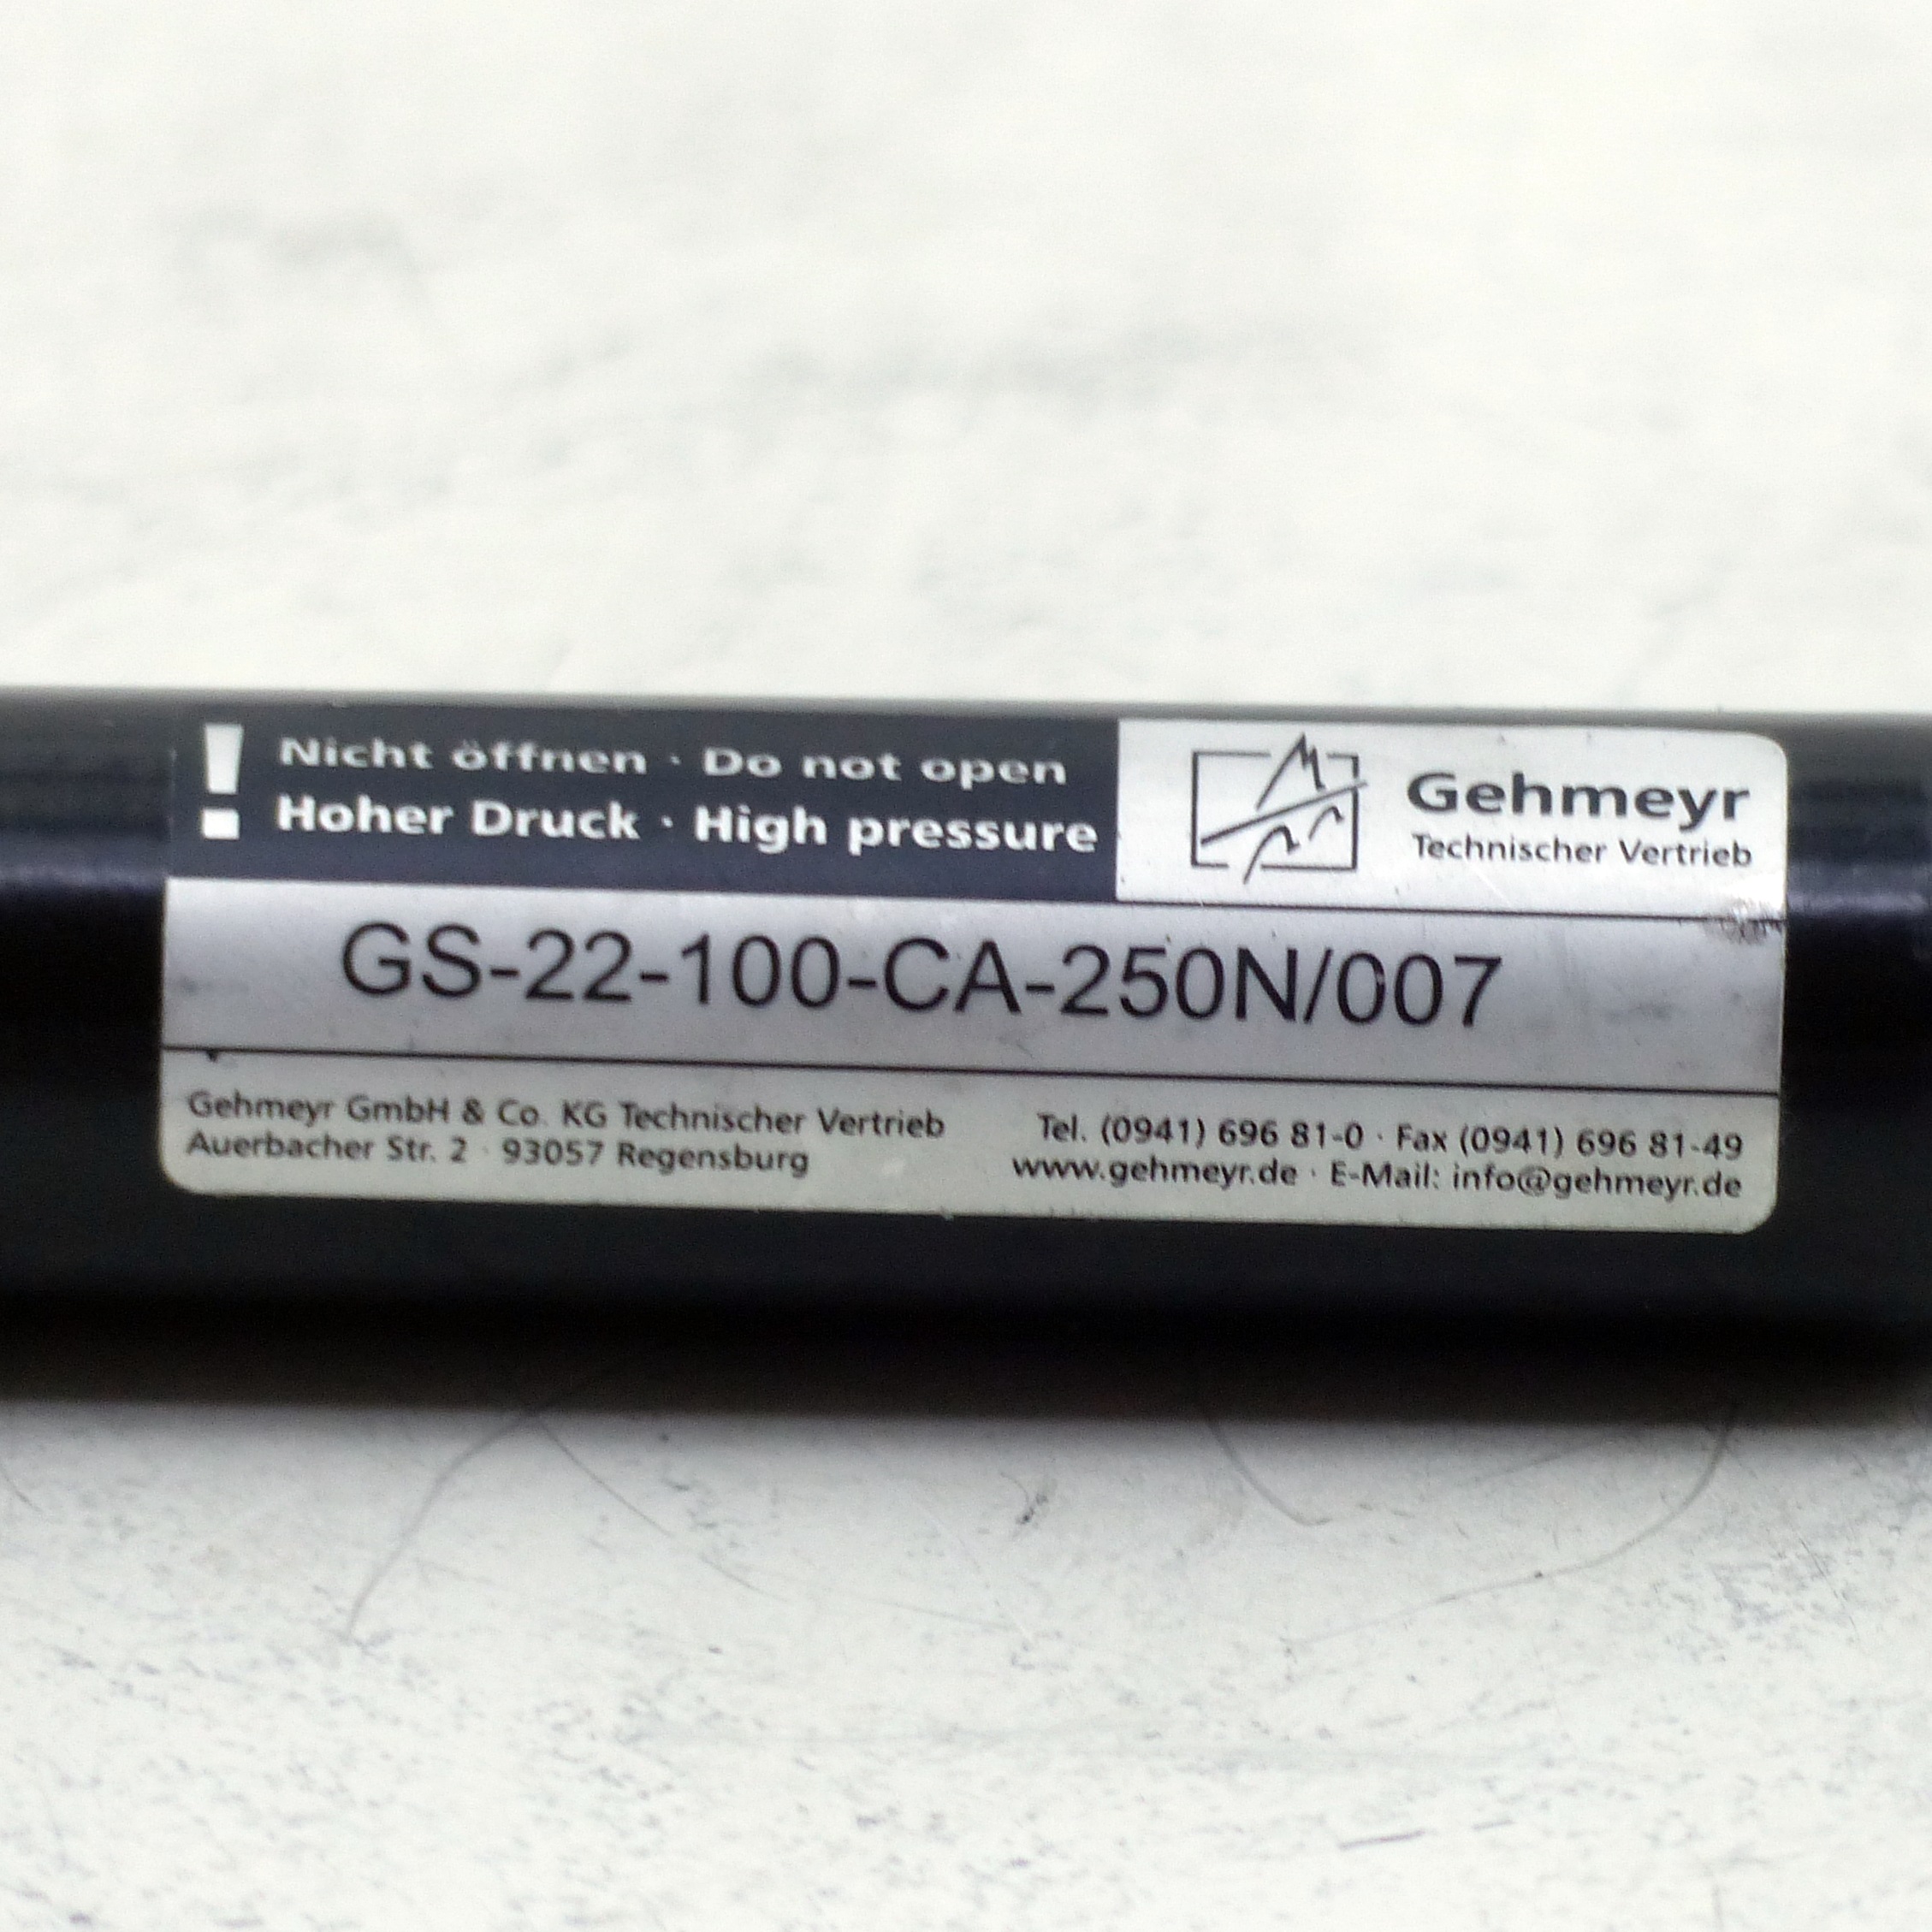 ! Nicht öffnen · Do not open
Hoher Druck · High pressure
Gehmeyr
Technischer Vertrieb
GS-22-100-CA-250N/007
Gehmeyr GmbH & Co. KG Technischer Vertrieb
Auerbacher Str. 2 · 93057 Regensburg
Tel. (0941) 696 81-0 · Fax (0941) 696 81-49
www.gehmeyr.de · E-Mail: info@gehmeyr.de